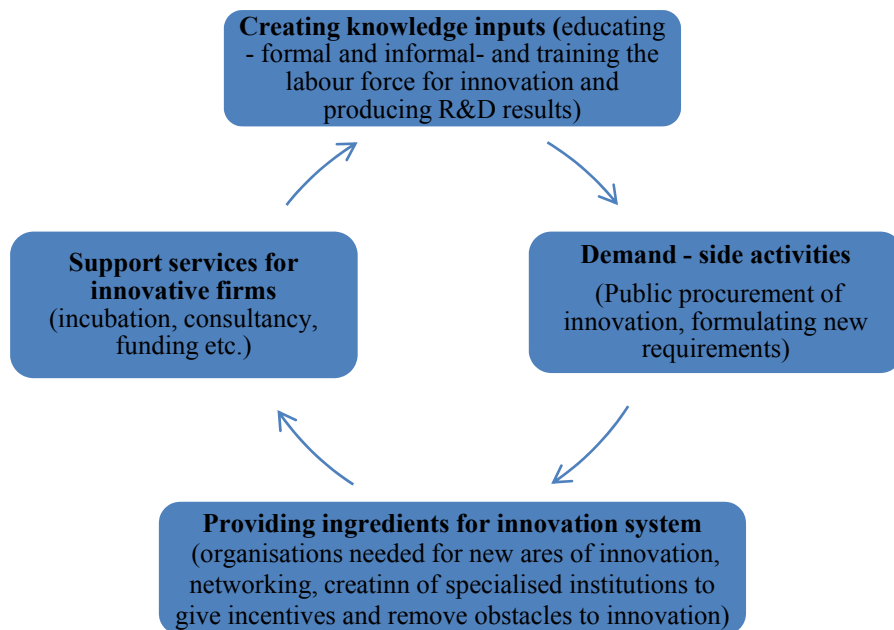 Creating knowledge inputs (educating
- formal and informal- and training the
labour force for innovation and
producing R&D results)
Demand - side activities
(Public procurement of
innovation, formulating new
requirements)
Providing ingredients for innovation system
(organisations needed for new ares of innovation,
networking, creatinn of specialised institutions to
give incentives and remove obstacles to innovation)
Support services for
innovative firms
(incubation, consultancy,
funding etc.)